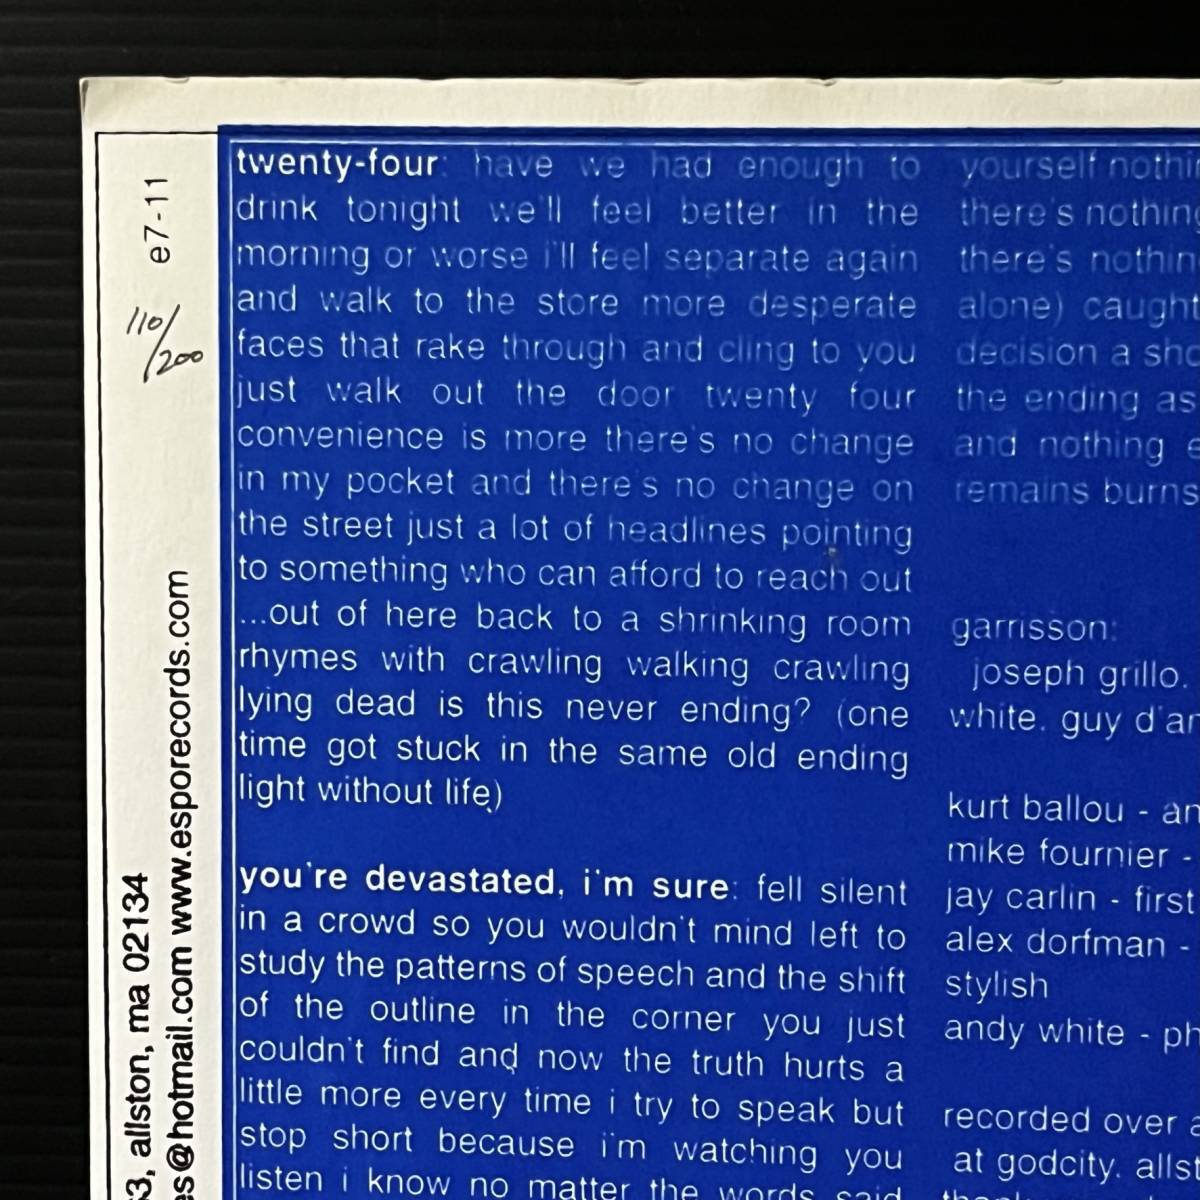 e7-11
110/200
3, allston, ma 02134
es@hotmail.com www.esporecords.com
twenty-four: have we had enough to
drink tonight we'll feel better in the
morning or worse i'll feel separate again
and walk to the store more desperate
faces that rake through and cling to you
just walk out the door twenty four
convenience is more there's no change
in my pocket and there's no change on
the street just a lot of headlines pointing
to something who can afford to reach out
...out of here back to a shrinking room
rhymes with crawling walking crawling
lying dead is this never ending? (one
time got stuck in the same old ending
light without life.)
you're devastated, i'm sure: fell silent
in a crowd so you wouldn't mind left to
study the patterns of speech and the shift
of the outline in the corner you just
couldn't find and now the truth hurts a
little more every time i try to speak but
stop short because i'm watching you
listen i know no matter the words said
yourself nothin
there's nothin
there's nothin
alone) caught
decision a sho
the ending as
and nothing e
remains burns
garrisson:
joseph grillo.
white. guy d'ar
kurt ballou - an
mike fournier -
jay carlin - first
alex dorfman -
stylish
andy white - ph
recorded over a
at godcity. alls